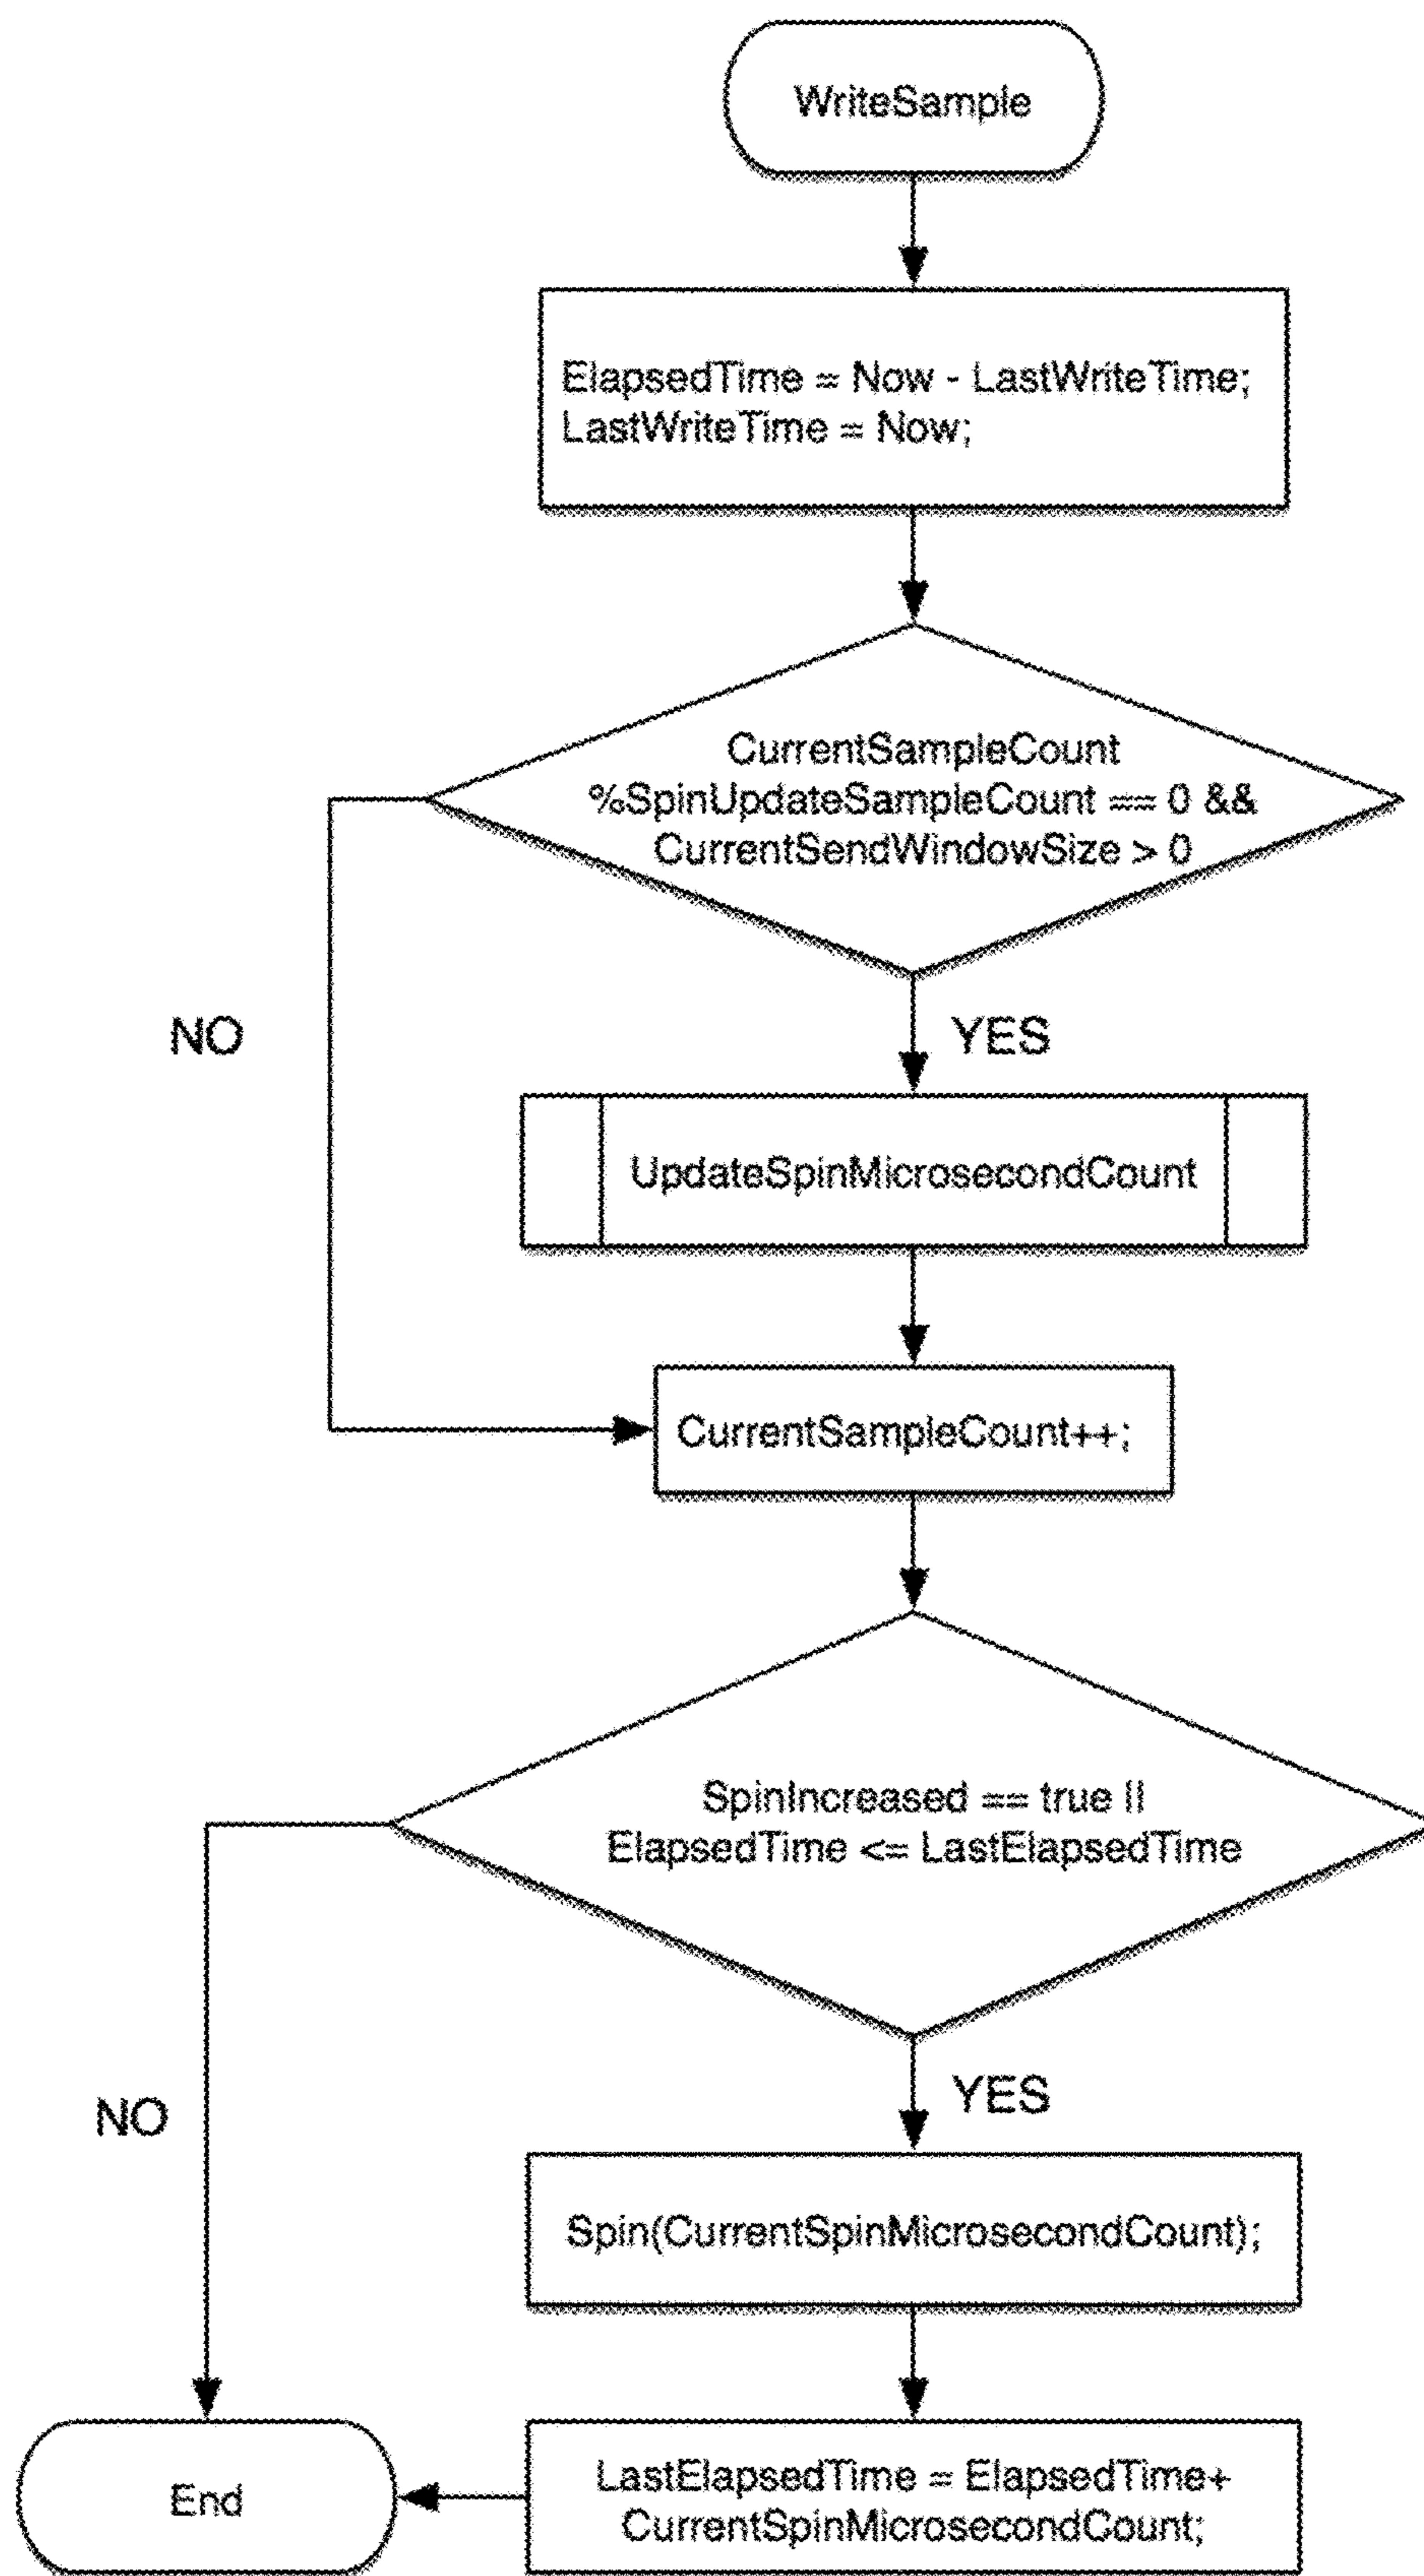 WriteSample
ElapsedTime = Now - LastWriteTime;
LastWriteTime = Now;
CurrentSampleCount
%SpinUpdateSampleCount == 0 &&
CurrentSendWindowSize > 0
NO
YES
UpdateSpinMicrosecondCount
CurrentSampleCount++;
SpinIncreased == true ||
ElapsedTime <= LastElapsedTime
NO
YES
Spin(CurrentSpinMicrosecondCount);
LastElapsedTime = ElapsedTime+
CurrentSpinMicrosecondCount;
End